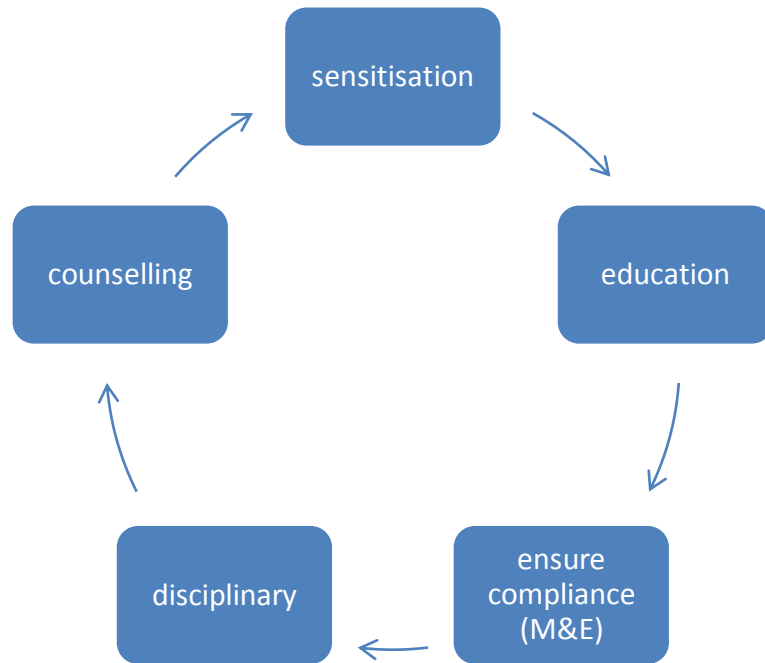 sensitisation
education
ensure
compliance
(M&E)
disciplinary
counselling